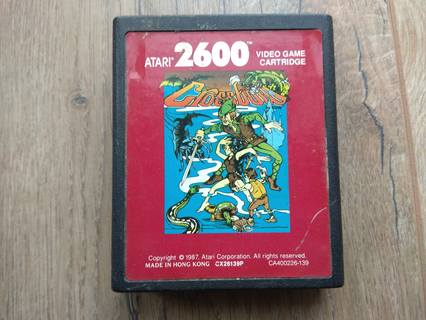 ATARI® 2600™ VIDEO GAME
CARTRIDGE
Crossbow
Copyright © 1987, Atari Corporation. All rights reserved.
MADE IN HONG KONG CX26139P CA400226-139